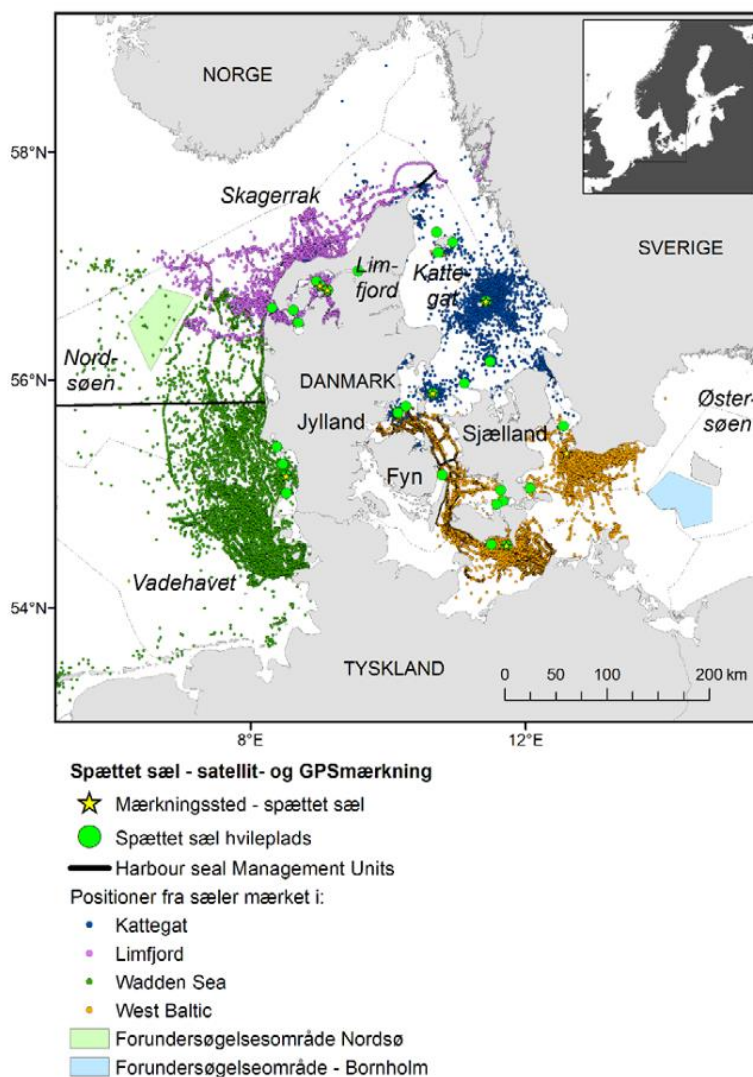 NORGE
58°N
Skagerrak
SVERIGE
Lim-
fjord
Katte-
gat
Nord-
søen
56°N
DANMARK
Jylland
Sjælland
Øster-
søen
Fyn
Vadehavet
54°N
TYSKLAND
0 50 100 200 km
8°E
12°E
Spættet sæl - satellit- og GPSmærkning
Mærkningssted - spættet sæl
Spættet sæl hvileplads
Harbour seal Management Units
Positioner fra sæler mærket i:
Kattegat
Limfjord
Wadden Sea
West Baltic
Forundersøgelsesområde Nordsø
Forundersøgelseområde - Bornholm